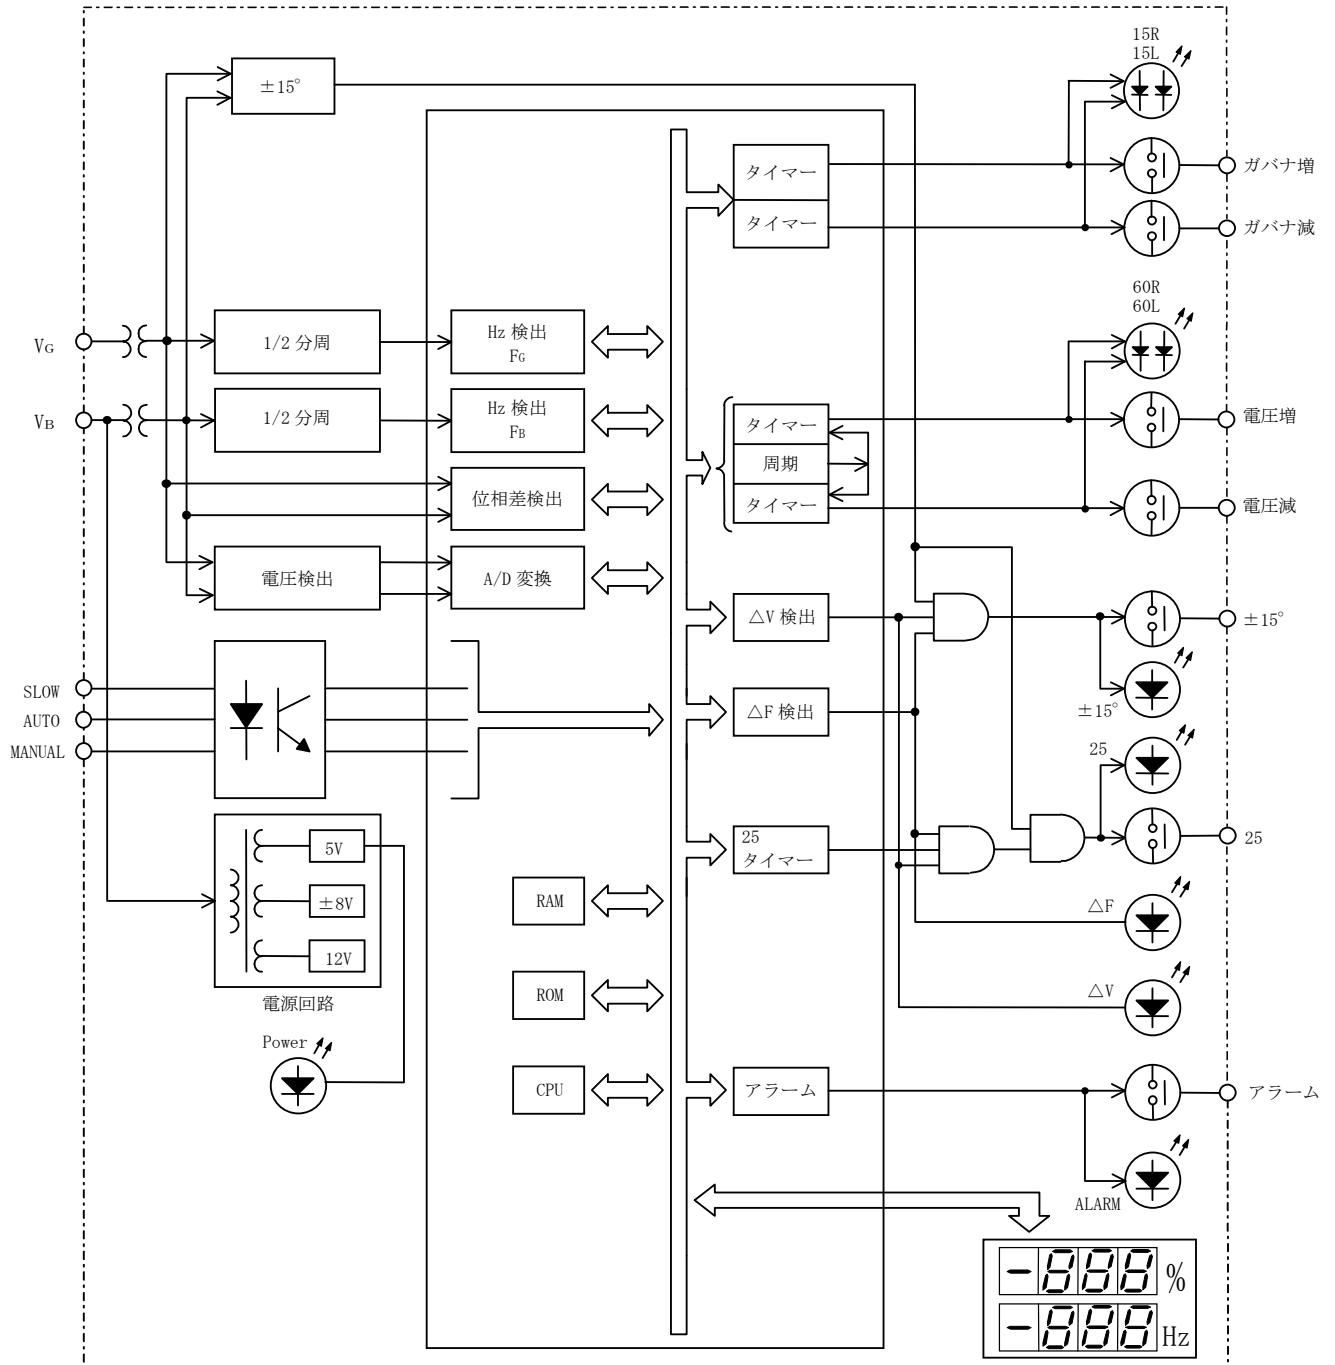 15R
15L
±15°
タイマー
ガバナ増
タイマー
ガバナ減
60R
60L
VG
1/2 分周
Hz 検出
FG
VB
1/2 分周
Hz 検出
FB
タイマー
電圧増
周期
位相差検出
タイマー
電圧減
電圧検出
A/D 変換
△V 検出
±15°
SLOW
AUTO
MANUAL
△F 検出
±15°
25
25
タイマー
25
5V
±8V
12V
電源回路
RAM
△F
ROM
△V
Power
CPU
アラーム
アラーム
ALARM
-888 %
-888 Hz